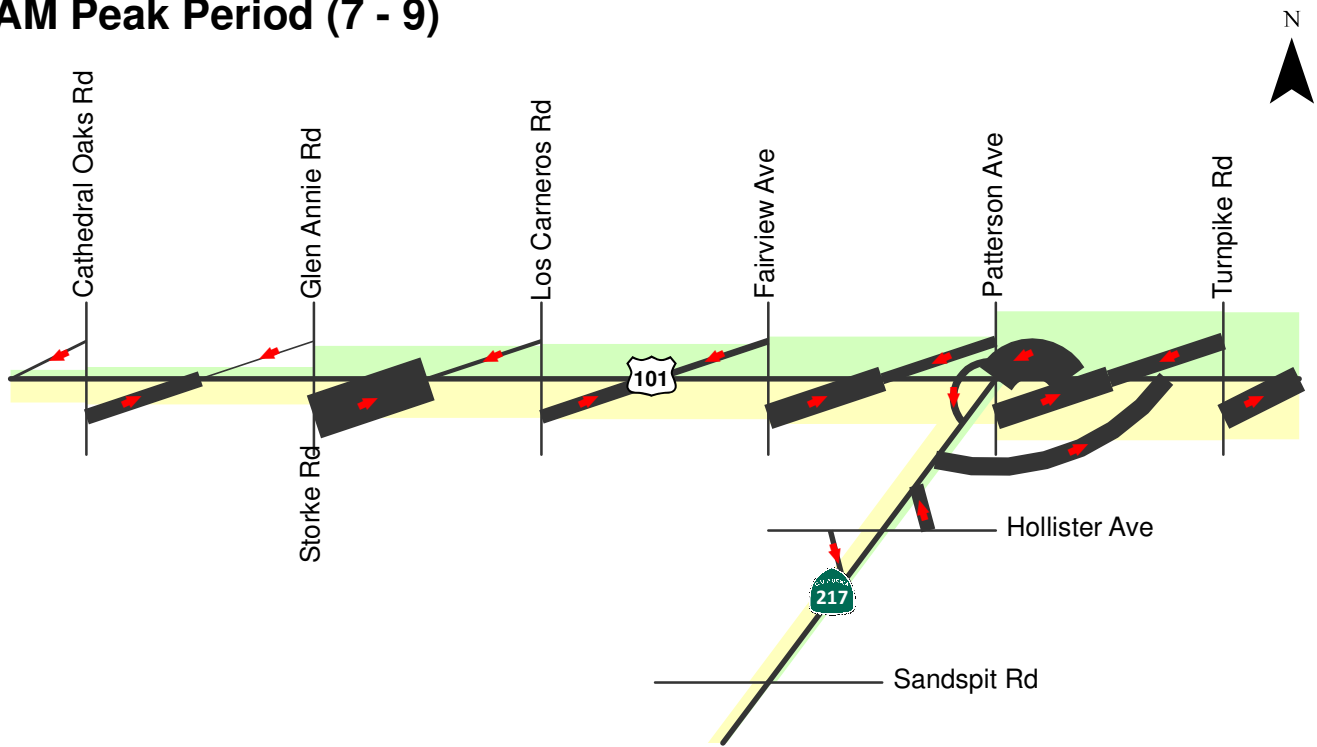 AM Peak Period (7 - 9)
N
Cathedral Oaks Rd
Glen Annie Rd
Los Carneros Rd
Fairview Ave
Patterson Ave
Turnpike Rd
101
Storke Rd
Hollister Ave
217
Sandspit Rd